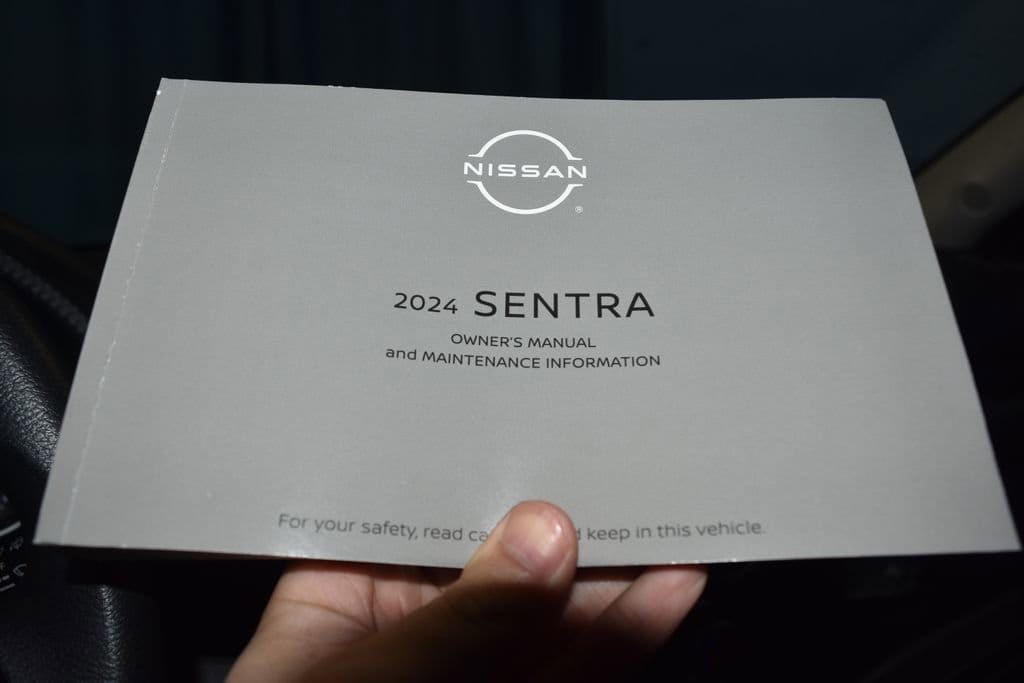 NISSAN
®
2024 SENTRA
OWNER'S MANUAL
and MAINTENANCE INFORMATION
For your safety, read keep in this vehicle.